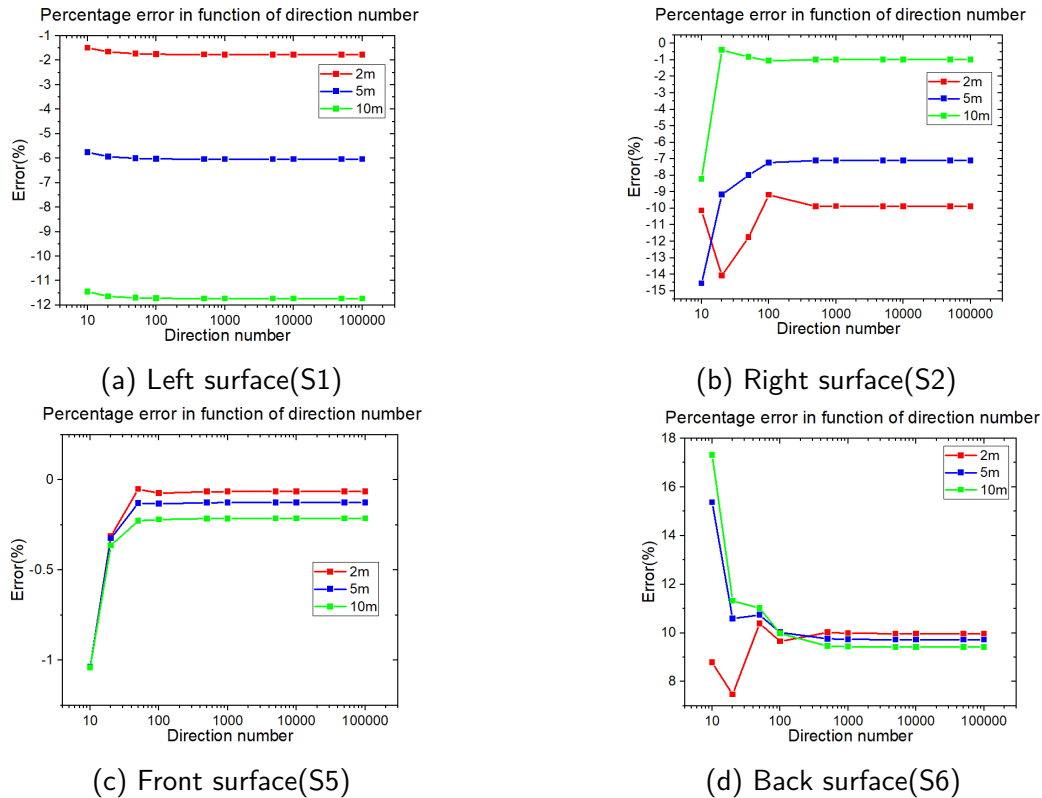 Percentage error in function of direction number
-1
-2
-3
-4
-5
-6
-7
-8
-9
-10
-11
-12
Error(%)
2m
5m
10m
10 100 1000 10000 100000
Direction number
(a) Left surface(S1)
Percentage error in function of direction number
0
-1
-2
-3
-4
-5
-6
-7
-8
-9
-10
-11
-12
-13
-14
-15
Error(%)
2m
5m
10m
10 100 1000 10000 100000
Direction number
(b) Right surface(S2)
Percentage error in function of direction number
0
-0.5
-1
Error(%)
2m
5m
10m
10 100 1000 10000 100000
Direction number
(c) Front surface(S5)
Percentage error in function of direction number
18
16
14
12
10
8
Error(%)
2m
5m
10m
10 100 1000 10000 100000
Direction number
(d) Back surface(S6)